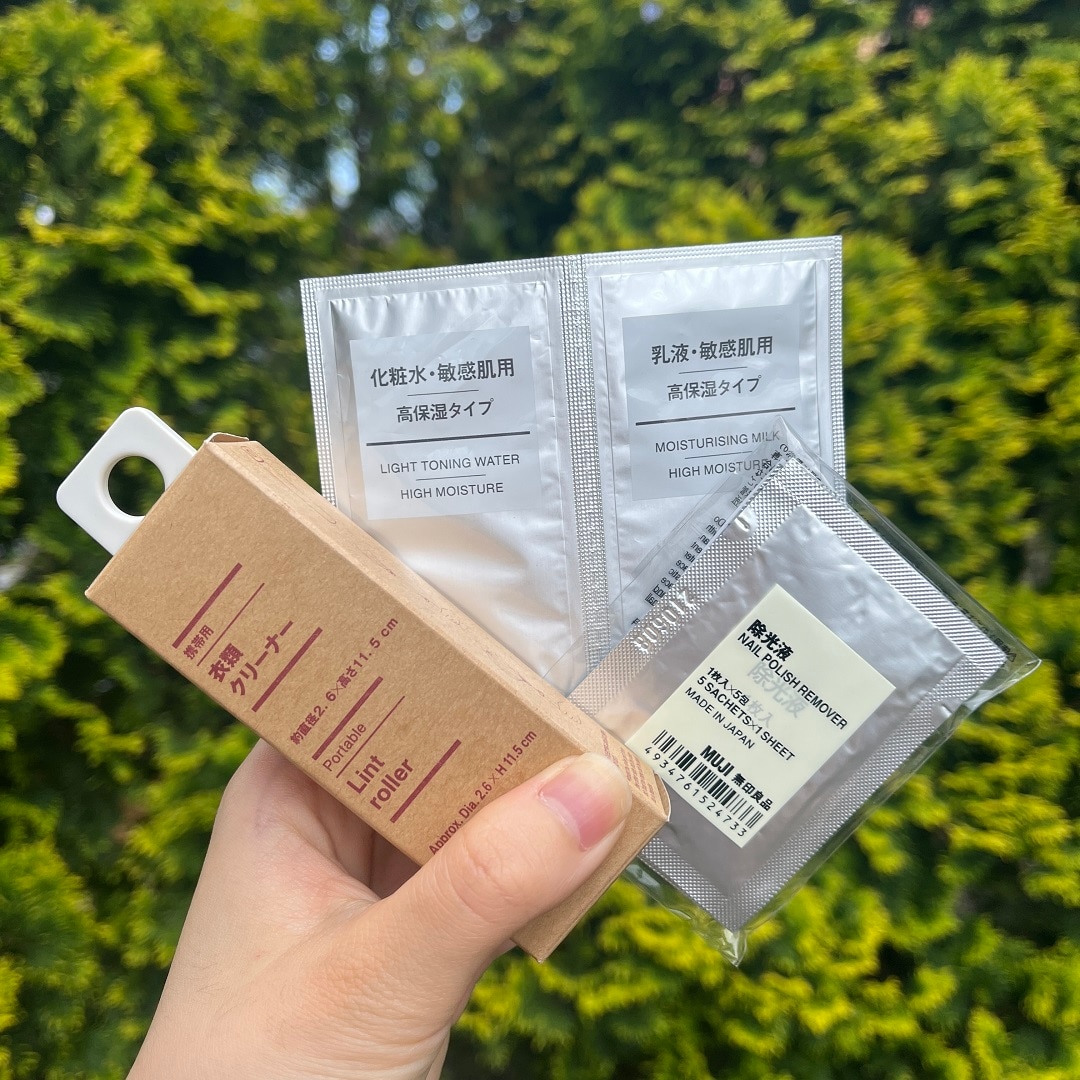 化粧水・敏感肌用
高保湿タイプ
LIGHT TONING WATER
HIGH MOISTURE
乳液・敏感肌用
高保湿タイプ
MOISTURISING MILK
HIGH MOISTURE
携帯用
衣類
クリーナー
約直径2.6×高さ11.5cm
Portable
Lint
roller
Approx. Dia. 2.6 × H 11.5 cm
除光液
NAIL POLISH REMOVER
1枚入×5包
5 SACHETS×1 SHEET
MADE IN JAPAN
MUJI 無印良品
4934761524733